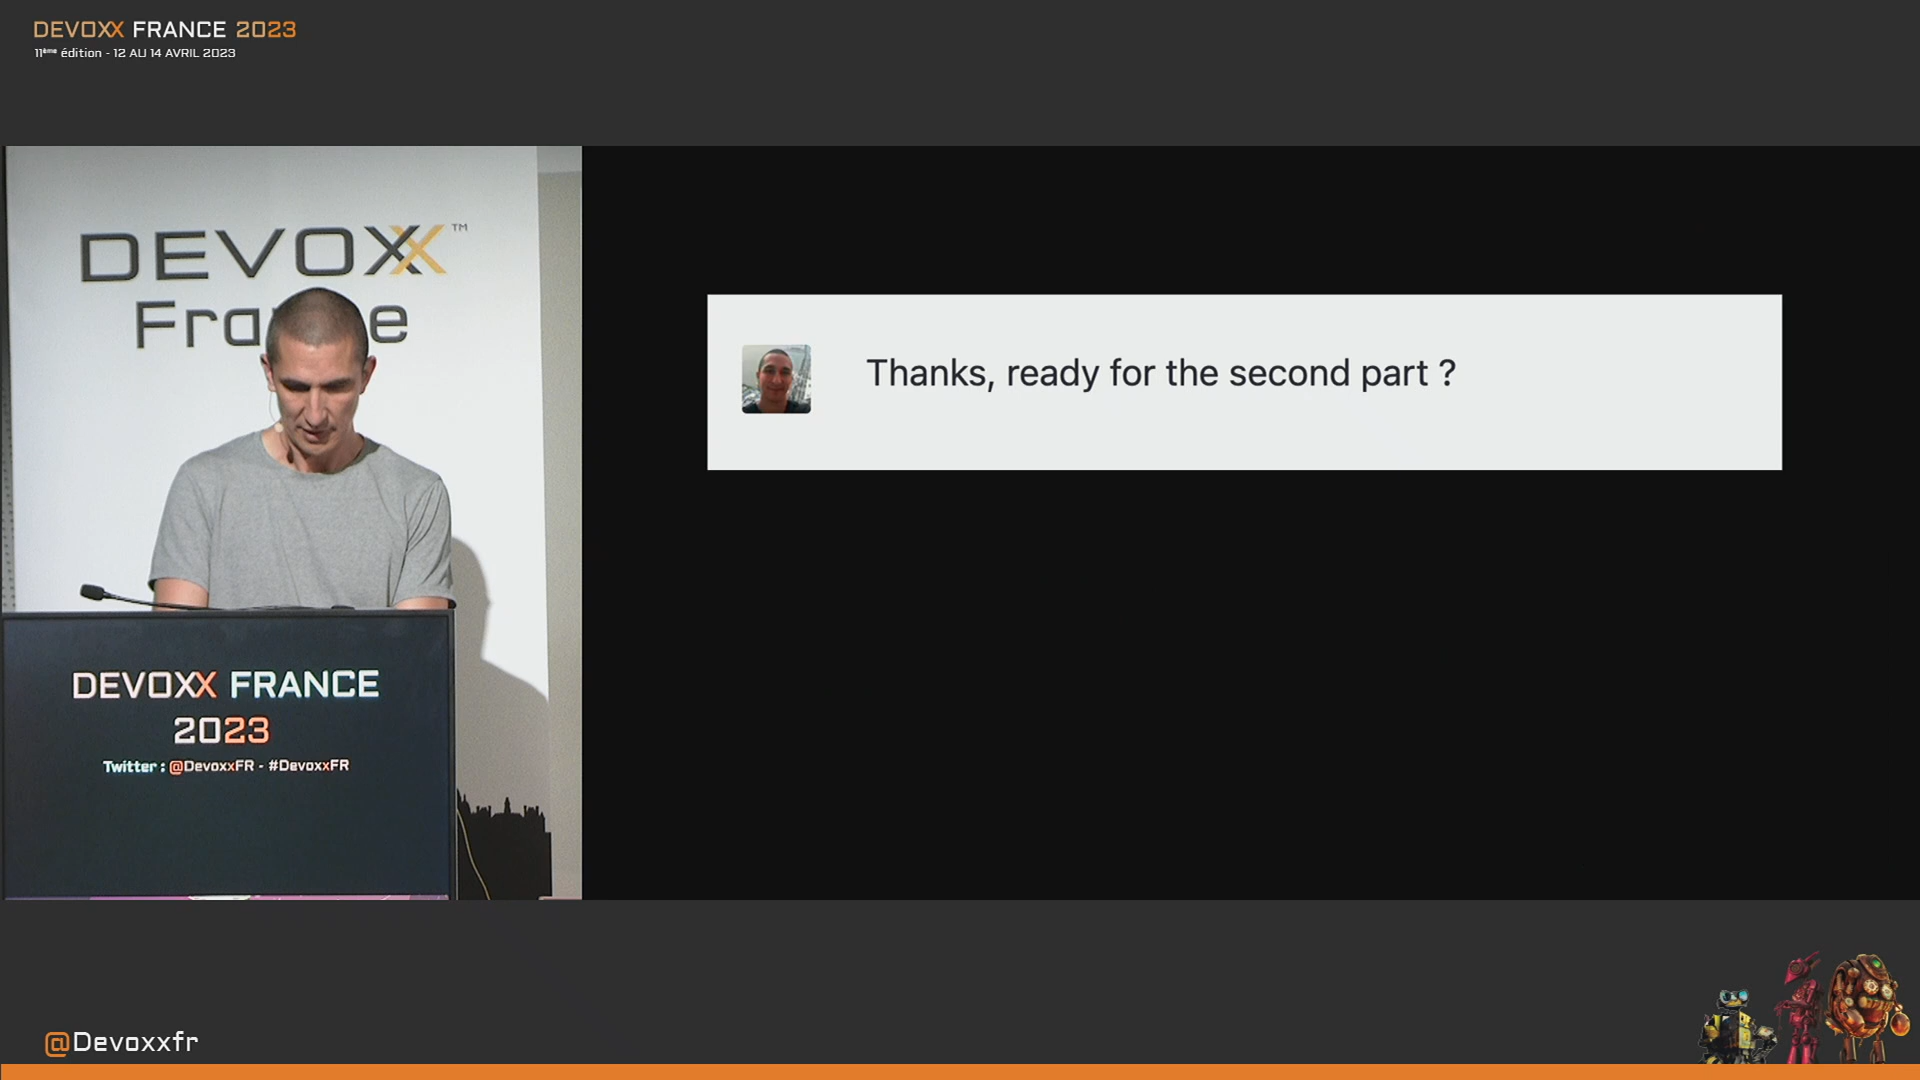 DEVOXX FRANCE 2023
11ème édition - 12 AU 14 AVRIL 2023
DEVOXX™
Fra e
Thanks, ready for the second part ?
DEVOXX FRANCE
2023
Twitter : @DevoxxFR - #DevoxxFR
@Devoxxfr